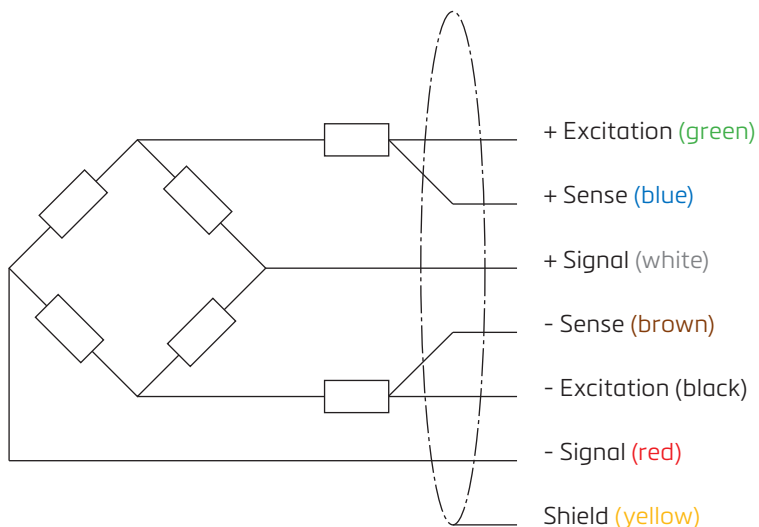 + Excitation (green)
+ Sense (blue)
+ Signal (white)
- Sense (brown)
- Excitation (black)
- Signal (red)
Shield (yellow)